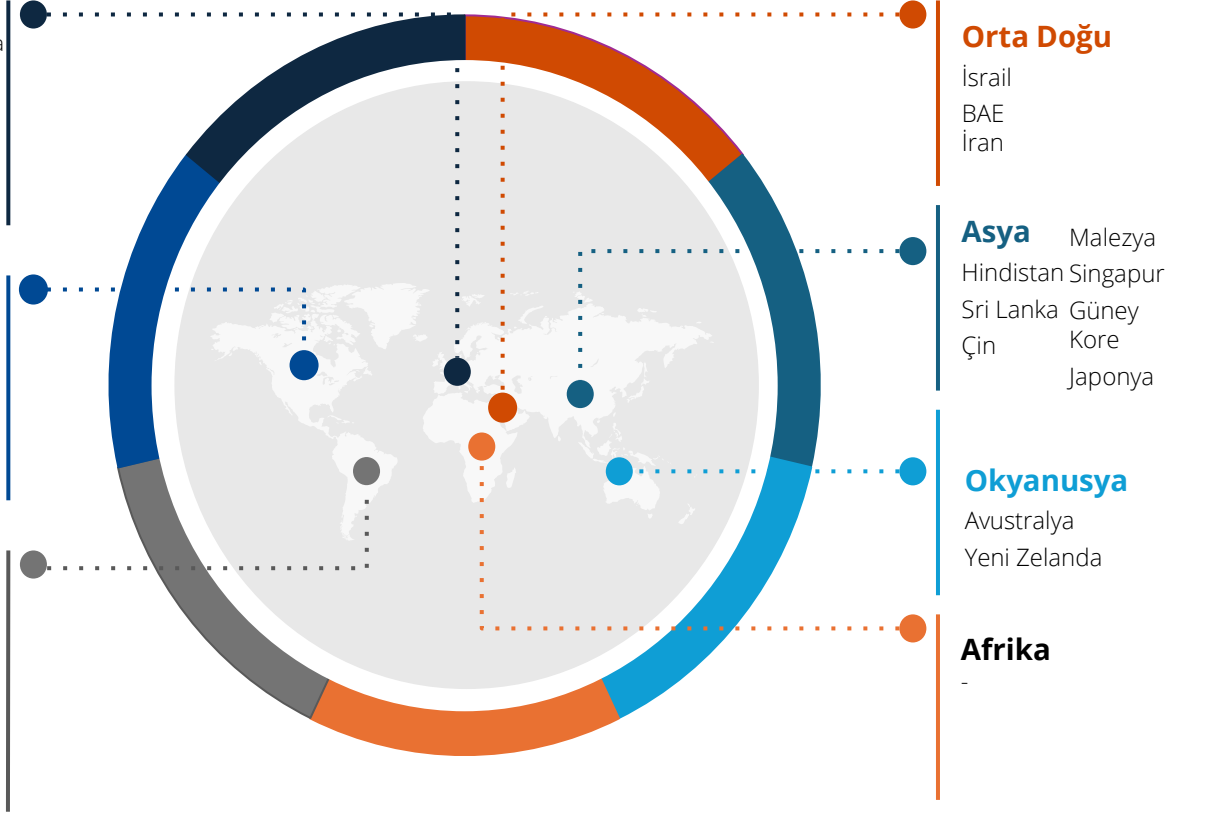 a
Orta Doğu
İsrail
BAE
İran
Asya
Hindistan
Sri Lanka
Çin
Malezya
Singapur
Güney
Kore
Japonya
Okyanusya
Avustralya
Yeni Zelanda
Afrika
-